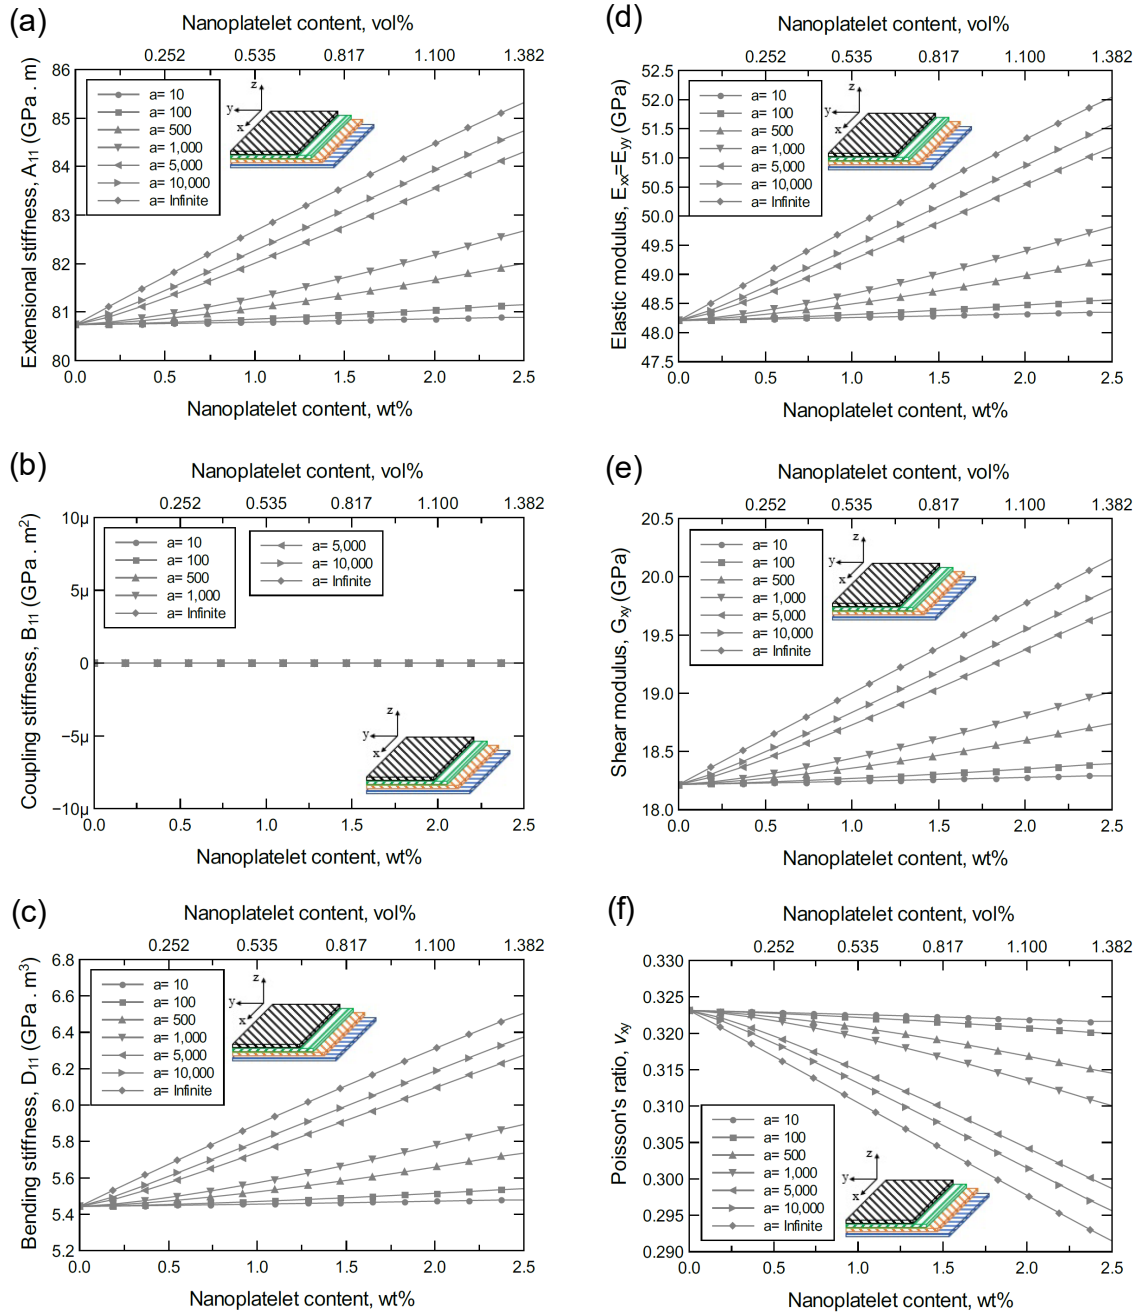 (a)
Nanoplatelet content, vol%
0.252 0.535 0.817 1.100 1.382
Extensional stiffness, A11 (GPa . m)
86
85
84
83
82
81
80
a= 10
a= 100
a= 500
a= 1,000
a= 5,000
a= 10,000
a= Infinite
z
y
x
0.0 0.5 1.0 1.5 2.0 2.5
Nanoplatelet content, wt%
(b)
Nanoplatelet content, vol%
0.252 0.535 0.817 1.100 1.382
Coupling stiffness, B11 (GPa . m2)
10µ
5µ
0
−5µ
−10µ
a= 10
a= 100
a= 500
a= 1,000
a= Infinite
a= 5,000
a= 10,000
a= Infinite
z
y
x
0.0 0.5 1.0 1.5 2.0 2.5
Nanoplatelet content, wt%
(c)
Nanoplatelet content, vol%
0.252 0.535 0.817 1.100 1.382
Bending stiffness, D11 (GPa . m3)
6.8
6.6
6.4
6.2
6.0
5.8
5.6
5.4
5.2
a= 10
a= 100
a= 500
a= 1,000
a= 5,000
a= 10,000
a= Infinite
z
y
x
0.0 0.5 1.0 1.5 2.0 2.5
Nanoplatelet content, wt%
(d)
Nanoplatelet content, vol%
0.252 0.535 0.817 1.100 1.382
Elastic modulus, Exx=Eyy (GPa)
52.5
52.0
51.5
51.0
50.5
50.0
49.5
49.0
48.5
48.0
47.5
a= 10
a= 100
a= 500
a= 1,000
a= 5,000
a= 10,000
a= Infinite
z
y
x
0.0 0.5 1.0 1.5 2.0 2.5
Nanoplatelet content, wt%
(e)
Nanoplatelet content, vol%
0.252 0.535 0.817 1.100 1.382
Shear modulus, Gxy (GPa)
20.5
20.0
19.5
19.0
18.5
18.0
a= 10
a= 100
a= 500
a= 1,000
a= 5,000
a= 10,000
a= Infinite
z
y
x
0.0 0.5 1.0 1.5 2.0 2.5
Nanoplatelet content, wt%
(f)
Nanoplatelet content, vol%
0.252 0.535 0.817 1.100 1.382
Poisson's ratio, vxy
0.330
0.325
0.320
0.315
0.310
0.305
0.300
0.295
0.290
a= 10
a= 100
a= 500
a= 1,000
a= 5,000
a= 10,000
a= Infinite
z
y
x
0.0 0.5 1.0 1.5 2.0 2.5
Nanoplatelet content, wt%